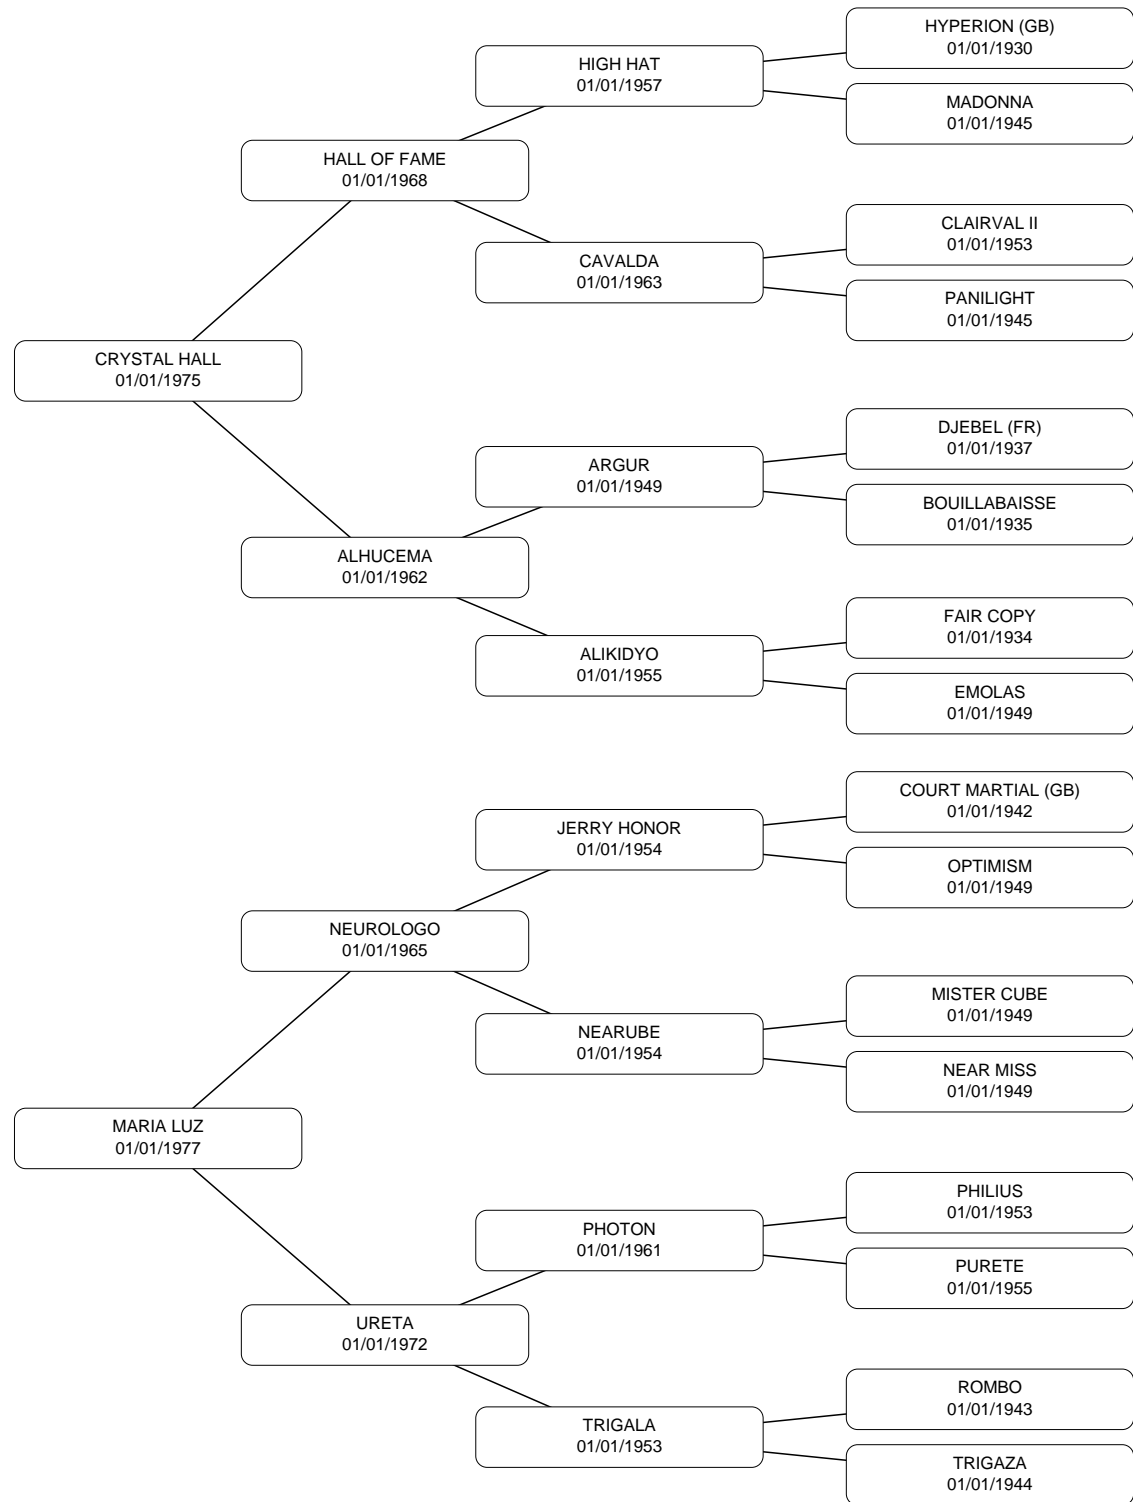 HYPERION (GB)
01/01/1930
HIGH HAT
01/01/1957
MADONNA
01/01/1945
HALL OF FAME
01/01/1968
CLAIRVAL II
01/01/1953
CAVALDA
01/01/1963
PANILIGHT
01/01/1945
CRYSTAL HALL
01/01/1975
DJEBEL (FR)
01/01/1937
ARGUR
01/01/1949
BOUILLABAISSE
01/01/1935
ALHUCEMA
01/01/1962
FAIR COPY
01/01/1934
ALIKIDYO
01/01/1955
EMOLAS
01/01/1949
COURT MARTIAL (GB)
01/01/1942
JERRY HONOR
01/01/1954
OPTIMISM
01/01/1949
NEUROLOGO
01/01/1965
MISTER CUBE
01/01/1949
NEARUBE
01/01/1954
NEAR MISS
01/01/1949
MARIA LUZ
01/01/1977
PHILIUS
01/01/1953
PHOTON
01/01/1961
PURETE
01/01/1955
URETA
01/01/1972
ROMBO
01/01/1943
TRIGALA
01/01/1953
TRIGAZA
01/01/1944